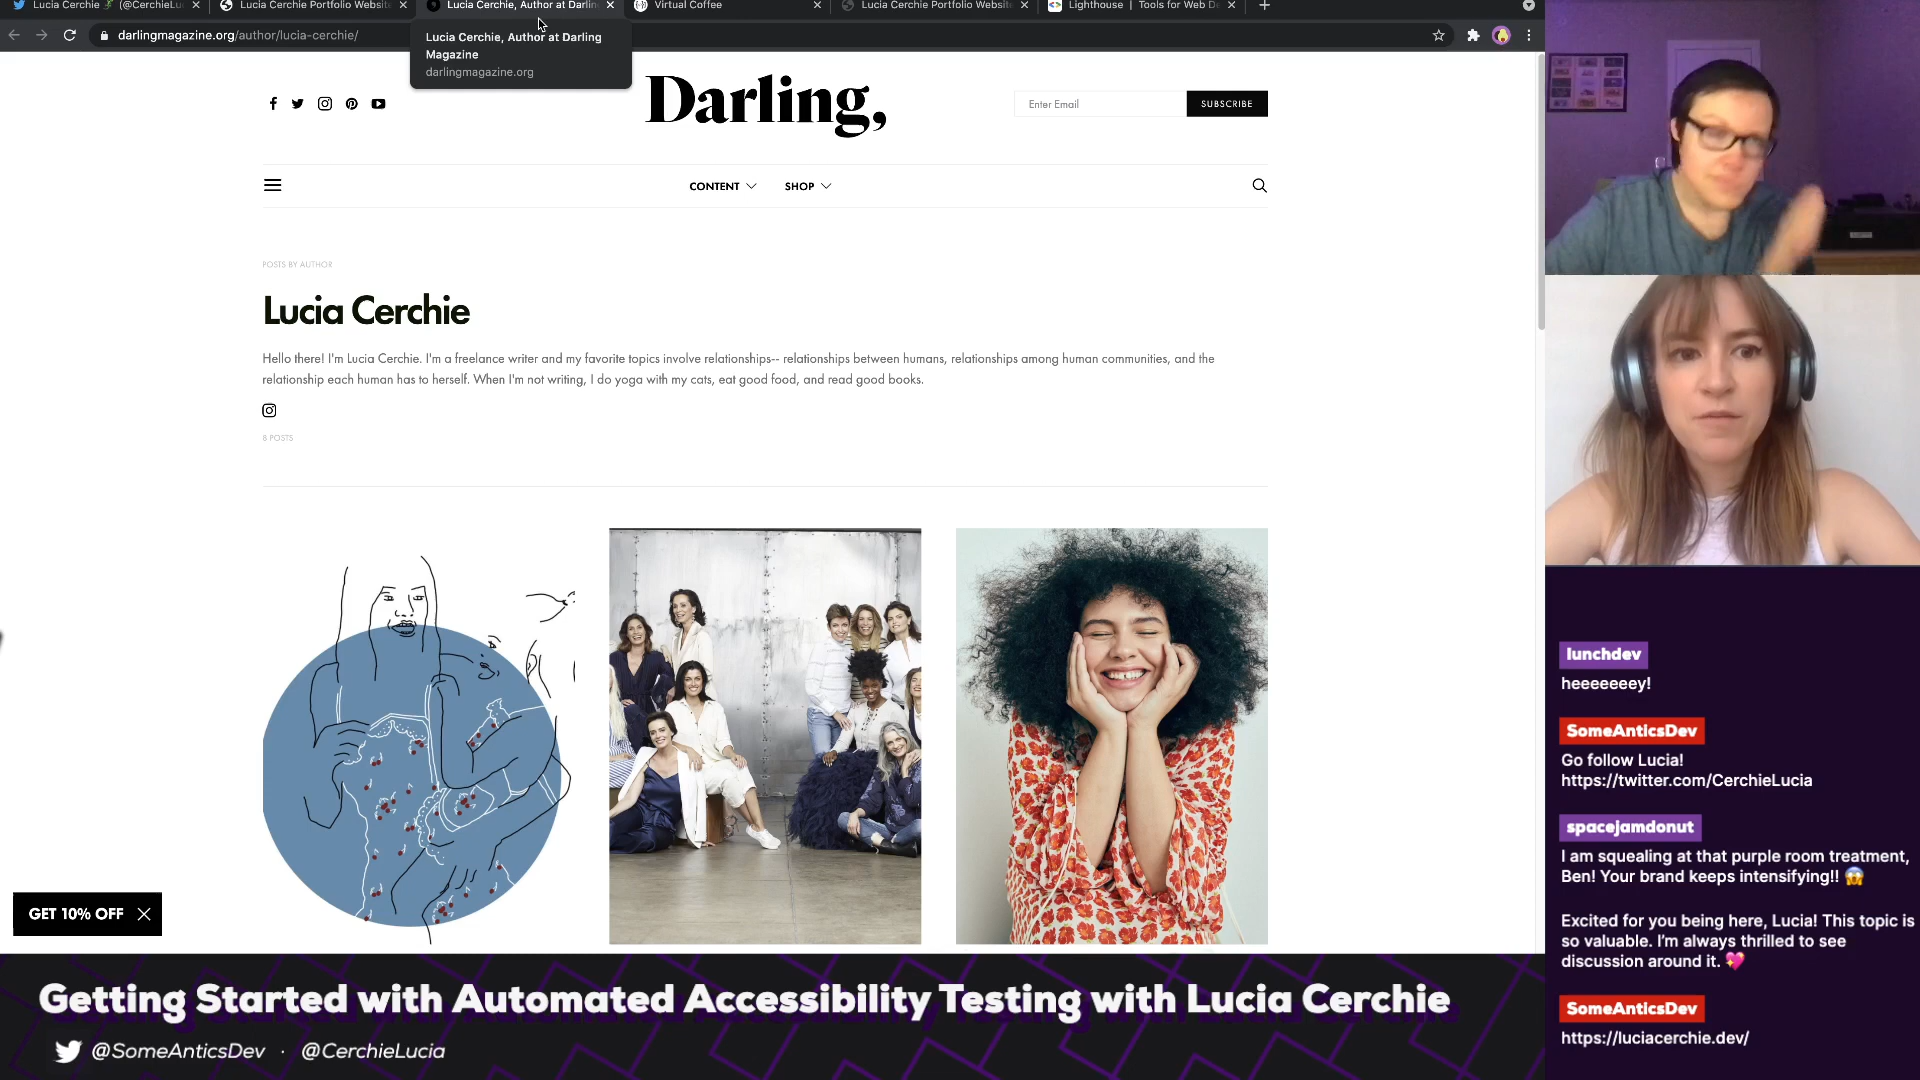 Lucia Cerchie (@CerchieLu
Lucia Cerchie Portfolio Website
Lucia Cerchie, Author at Darlin
Virtual Coffee
Lucia Cerchie Portfolio Website
Lighthouse | Tools for Web D
darlingmagazine.org/author/lucia-cerchie/
Lucia Cerchie, Author at Darling
Magazine
darlingmagazine.org
Darling,
Enter Email
SUBSCRIBE
CONTENT
SHOP
POSTS BY AUTHOR
Lucia Cerchie
Hello there! I'm Lucia Cerchie. I'm a freelance writer and my favorite topics involve relationships-- relationships between humans, relationships among human communities, and the
relationship each human has to herself. When I'm not writing, I do yoga with my cats, eat good food, and read good books.
8 POSTS
GET 10% OFF
lunchdev
heeeeeeey!
SomeAnticsDev
Go follow Lucia!
https://twitter.com/CerchieLucia
spacejamdonut
I am squealing at that purple room treatment,
Ben! Your brand keeps intensifying!! 😱
Excited for you being here, Lucia! This topic is
so valuable. I'm always thrilled to see
discussion around it. 💖
SomeAnticsDev
https://luciacerchie.dev/
Getting Started with Automated Accessibility Testing with Lucia Cerchie
@SomeAnticsDev · @CerchieLucia